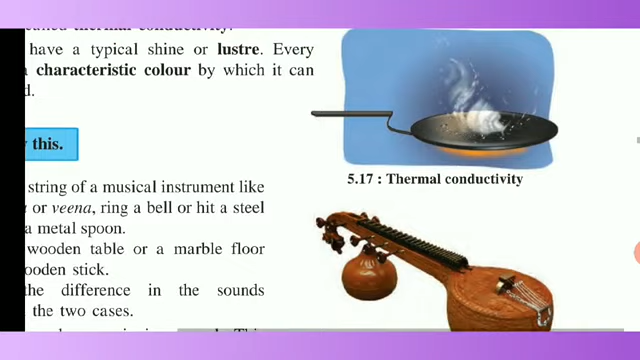 thermal conductivity.
have a typical shine or lustre. Every
characteristic colour by which it can
this.
string of a musical instrument like
or veena, ring a bell or hit a steel
a metal spoon.
wooden table or a marble floor
stick.
the difference in the sounds
the two cases.
5.17 : Thermal conductivity